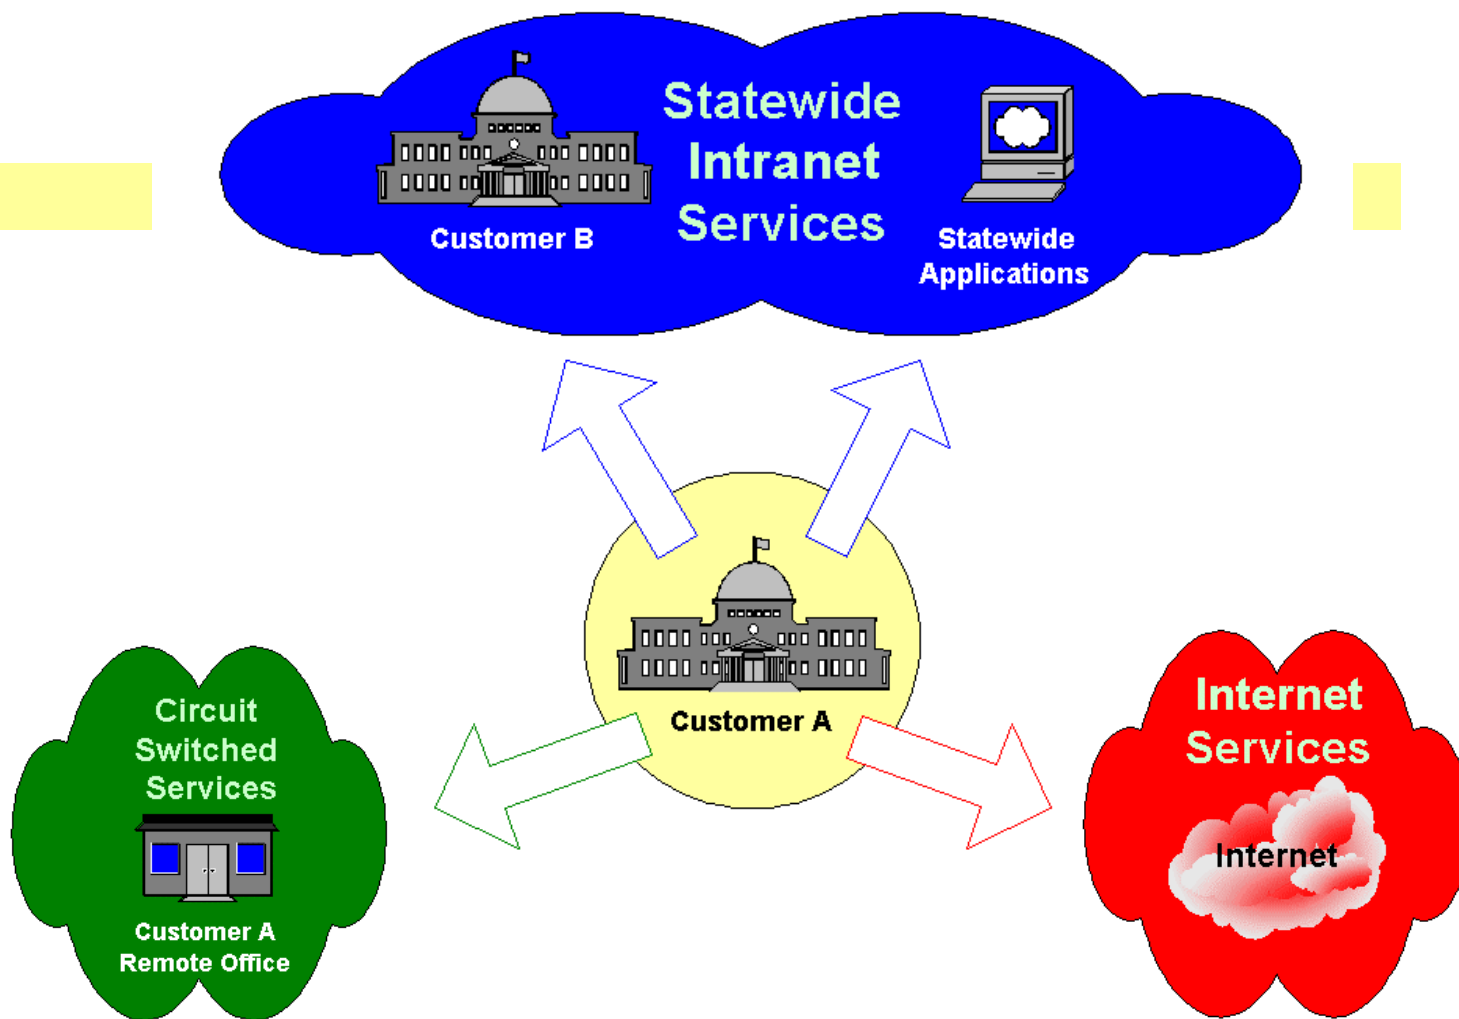 Statewide
Intranet
Services
Customer B
Statewide
Applications
Customer A
Circuit
Switched
Services
Customer A
Remote Office
Internet
Services
Internet